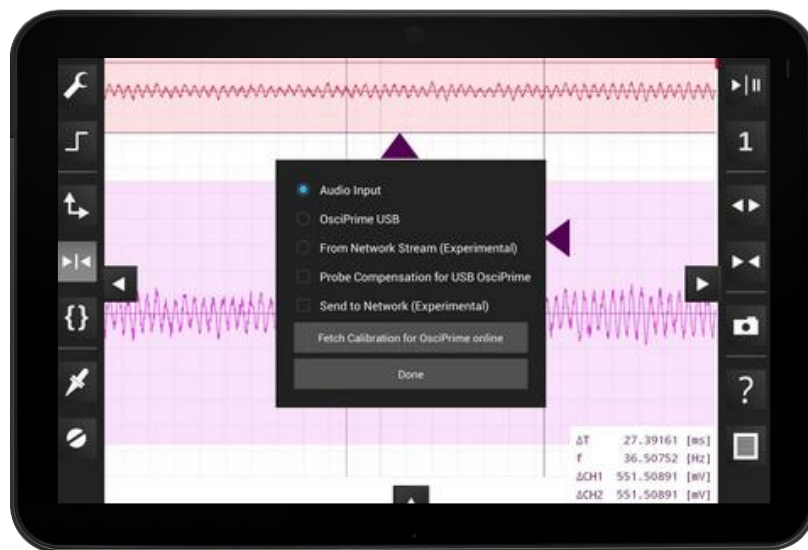 1
Audio Input
OsciPrime USB
From Network Stream (Experimental)
Probe Compensation for USB OsciPrime
Send to Network (Experimental)
Fetch Calibration for OsciPrime online
Done
{}
?
ΔT 27.39161 [ms]
f 36.50752 [Hz]
ΔCH1 551.50891 [mV]
ΔCH2 551.50891 [mV]